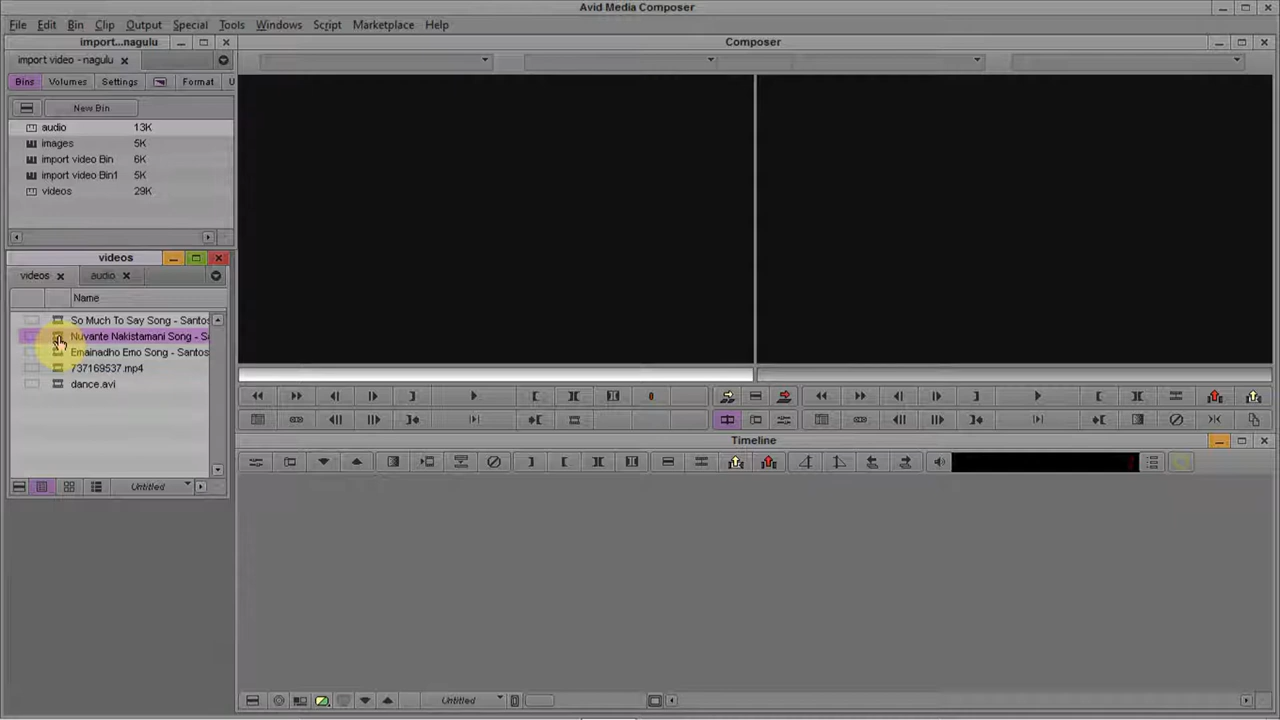 Avid Media Composer
File Edit Bin Clip Output Special Tools Windows Script Marketplace Help
import...nagulu
Composer
import video - nagulu
Bins Volumes Settings Format U
New Bin
audio 13K
images 5K
import video Bin 6K
import video Bin1 5K
videos 29K
videos
videos audio
Name
So Much To Say Song - Santos
Nuvante Nakistamani Song - Sa
Emainadho Emo Song - Santos
737169537.mp4
dance.avi
Timeline
Untitled
Untitled